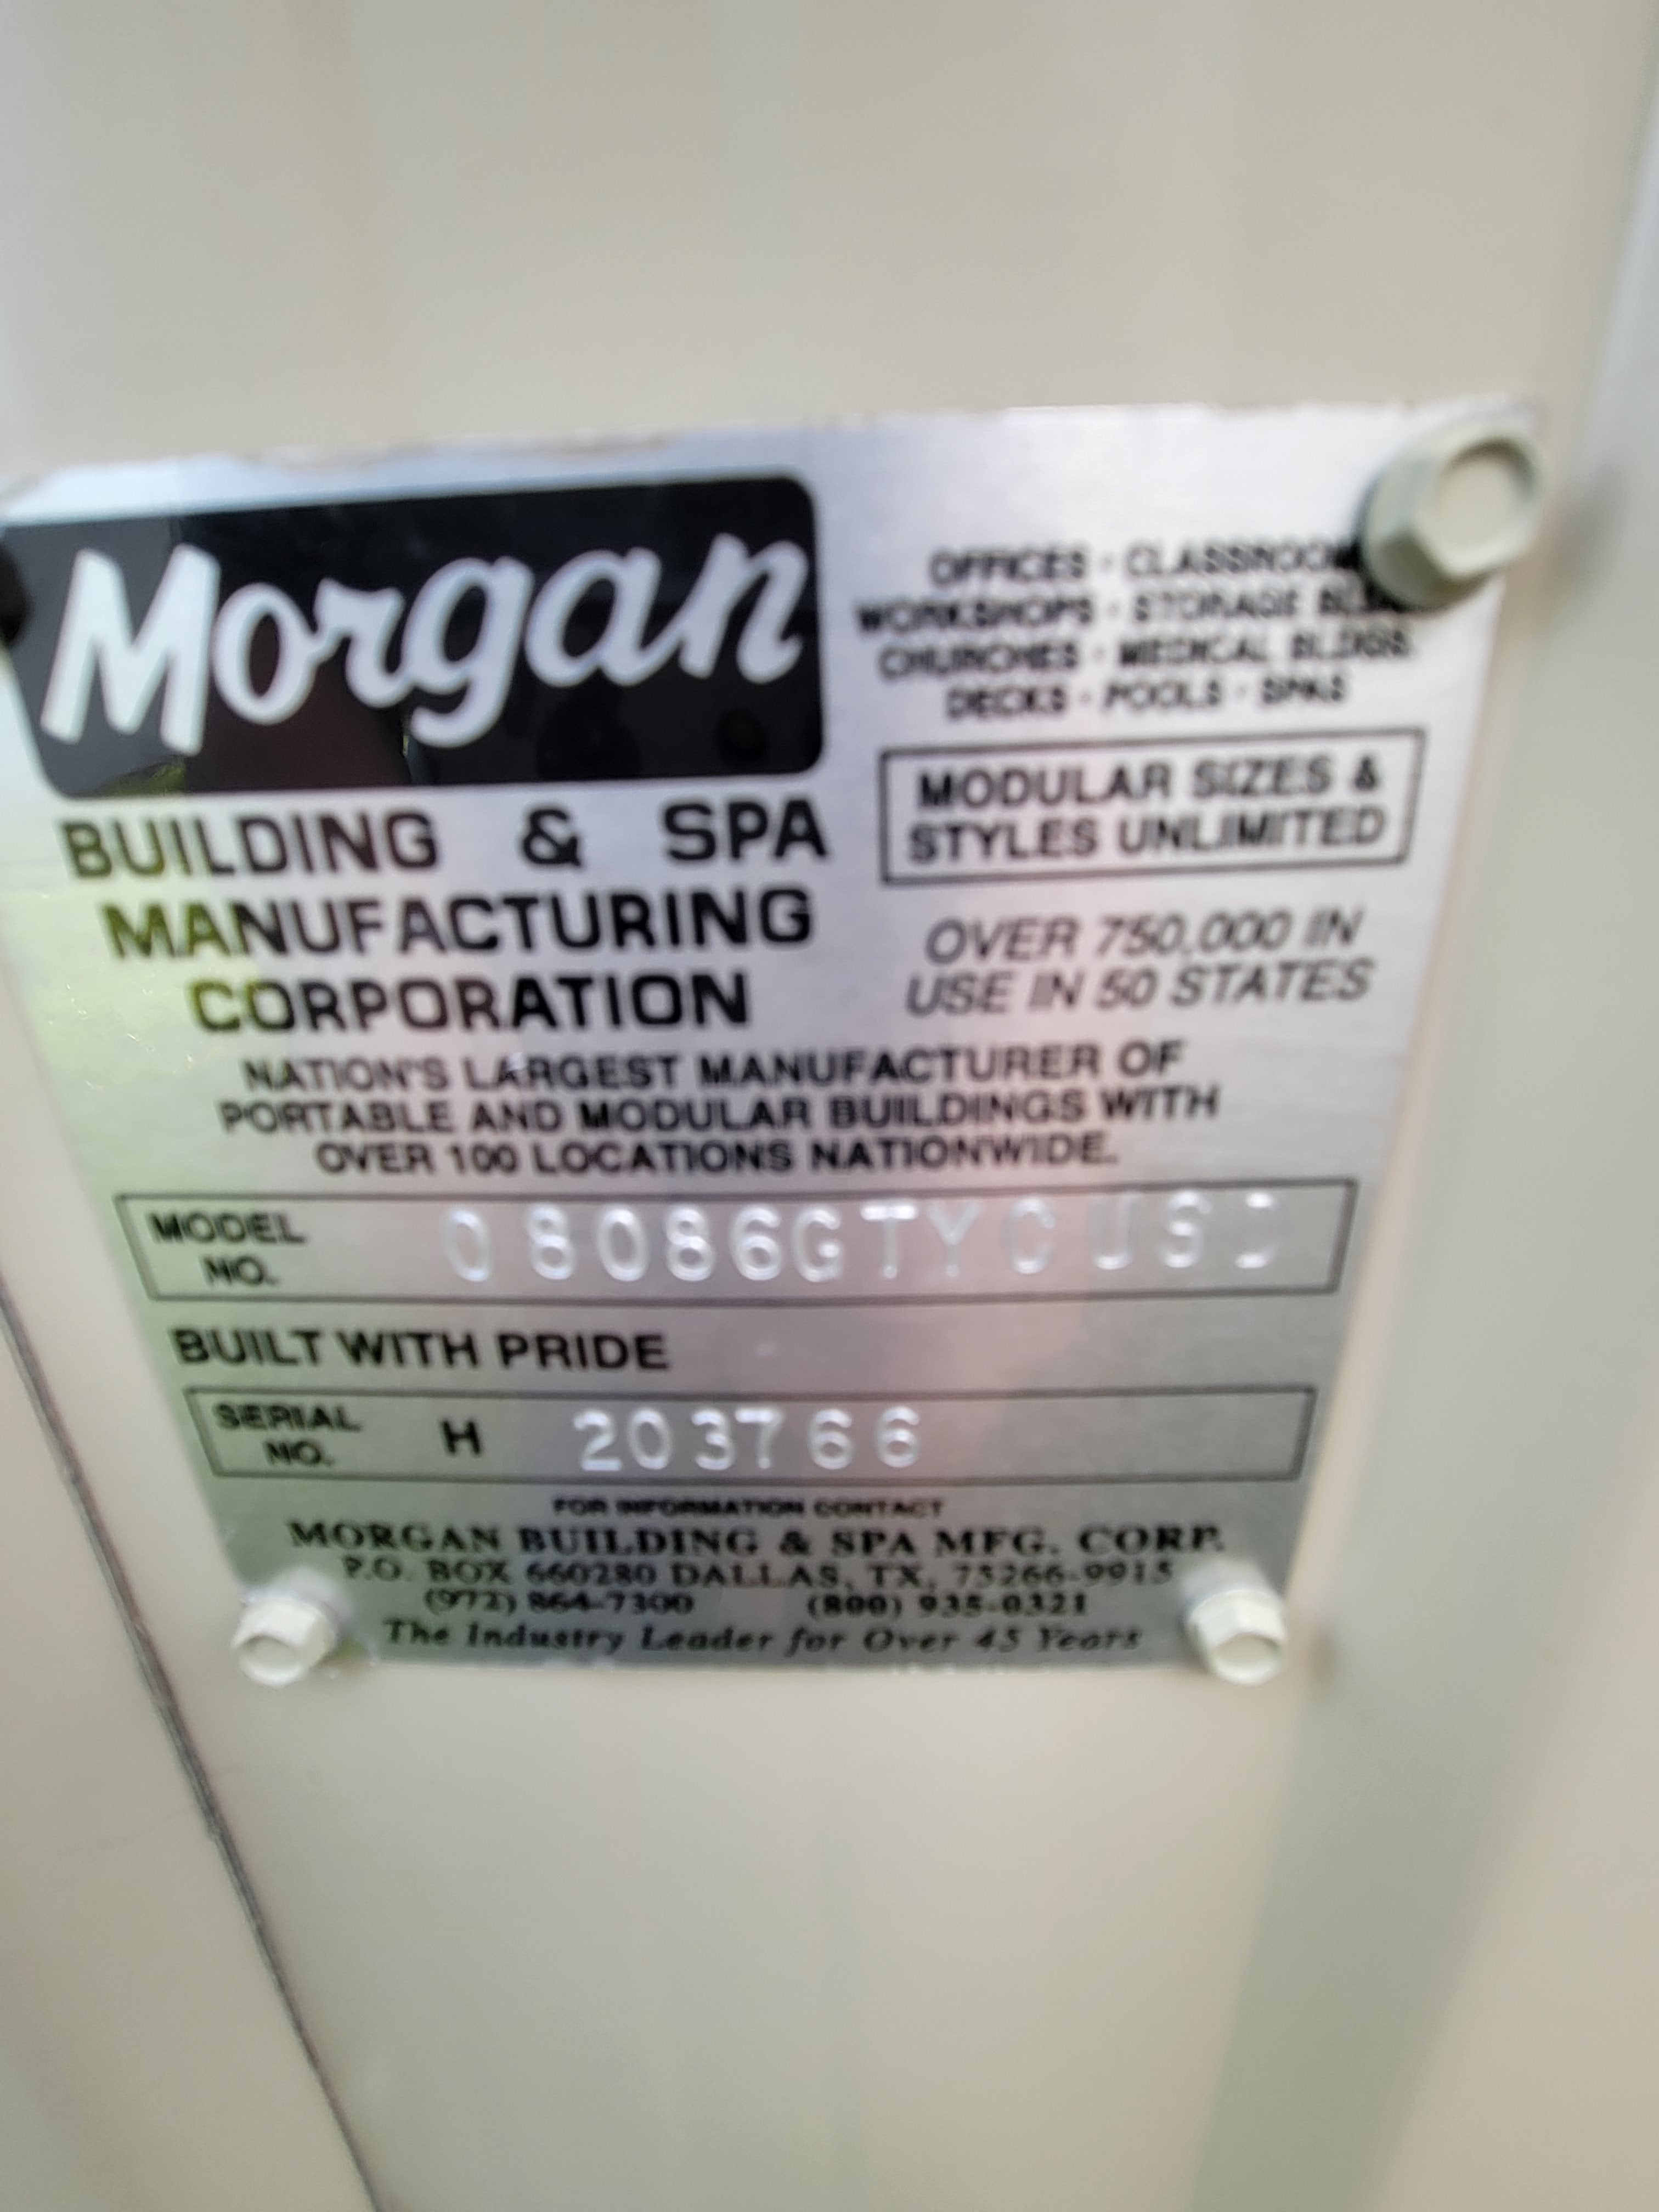 Morgan
BUILDING & SPA
MANUFACTURING
CORPORATION
OFFICES · CLASSROOM
WORKSHOPS · STORAGE
CHURCHES · MEDICAL BLDGS.
DECKS · POOLS · SPAS
MODULAR SIZES &
STYLES UNLIMITED
OVER 750,000 IN
USE IN 50 STATES
NATION'S LARGEST MANUFACTURER OF
PORTABLE AND MODULAR BUILDINGS WITH
OVER 100 LOCATIONS NATIONWIDE.
MODEL NO. 08086GTYCUSD
BUILT WITH PRIDE
SERIAL NO. H 203766
FOR INFORMATION CONTACT
MORGAN BUILDING & SPA MFG. CORP.
P.O. BOX 660280 DALLAS, TX, 75266-9915
(972) 864-7300 (800) 935-0321
The Industry Leader for Over 45 Years